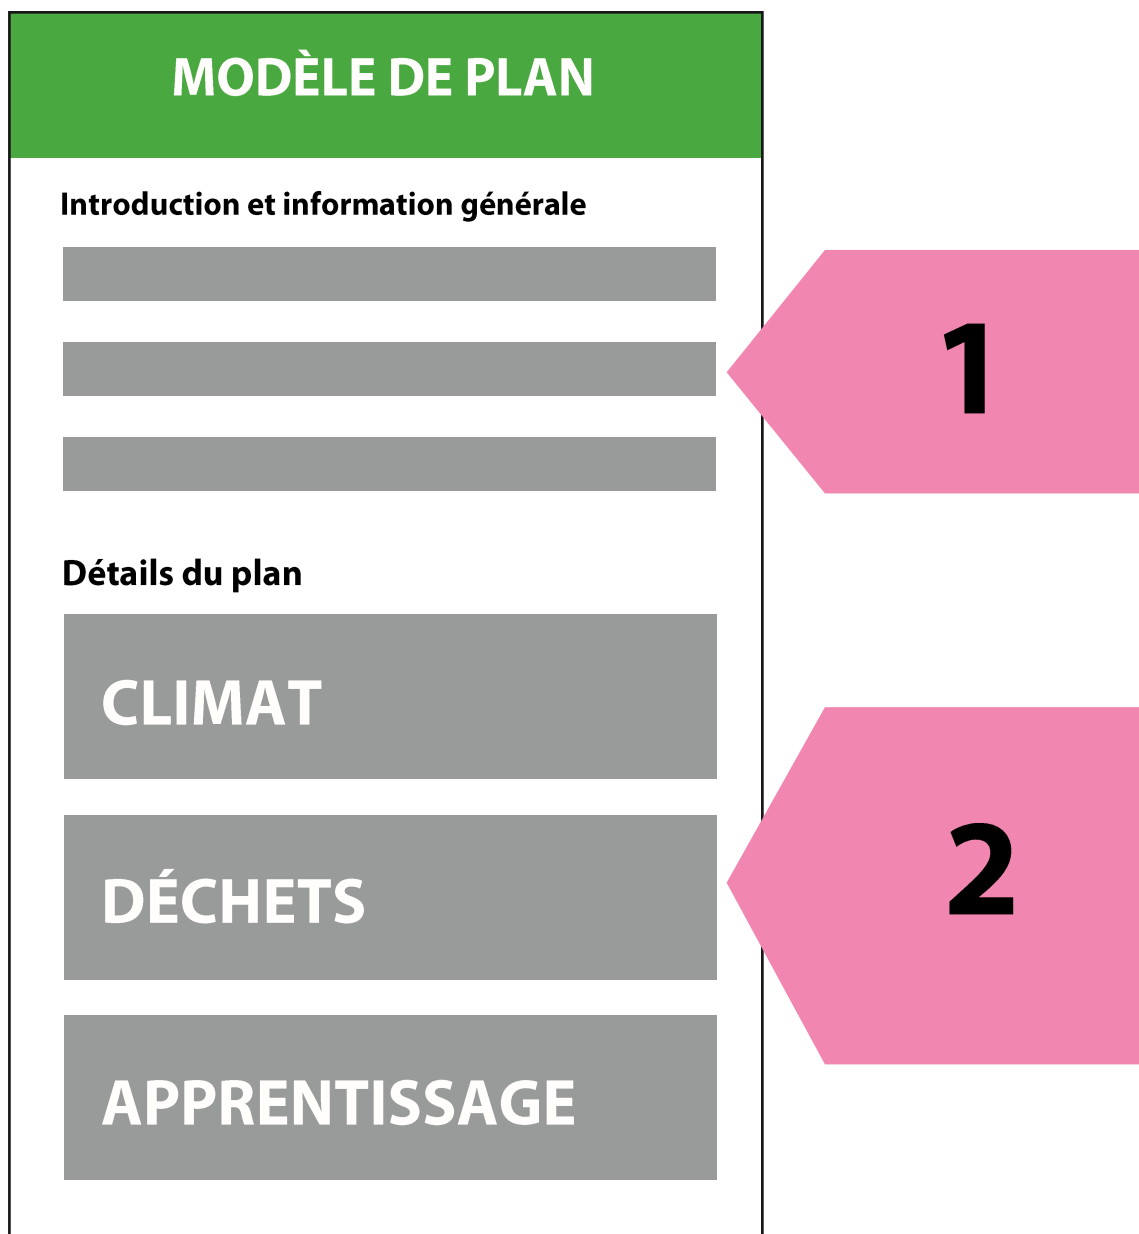 MODÈLE DE PLAN
Introduction et information générale
1
Détails du plan
CLIMAT
2
DÉCHETS
APPRENTISSAGE